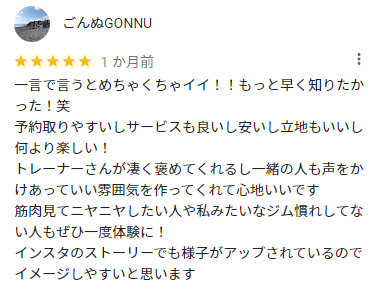 ごんぬGONNU
1 か月前
一言で言うとめちゃくちゃイイ！！もっと早く知りたか
った！笑
予約取りやすいしサービスも良いし安いし立地もいいし
何より楽しい！
トレーナーさんが凄く褒めてくれるし一緒の人も声をか
けあっていい雰囲気を作ってくれて心地いいです
筋肉見てニヤニヤしたい人や私みたいなジム慣れしてな
い人もぜひ一度体験に！
インスタのストーリーでも様子がアップされているので
イメージしやすいと思います